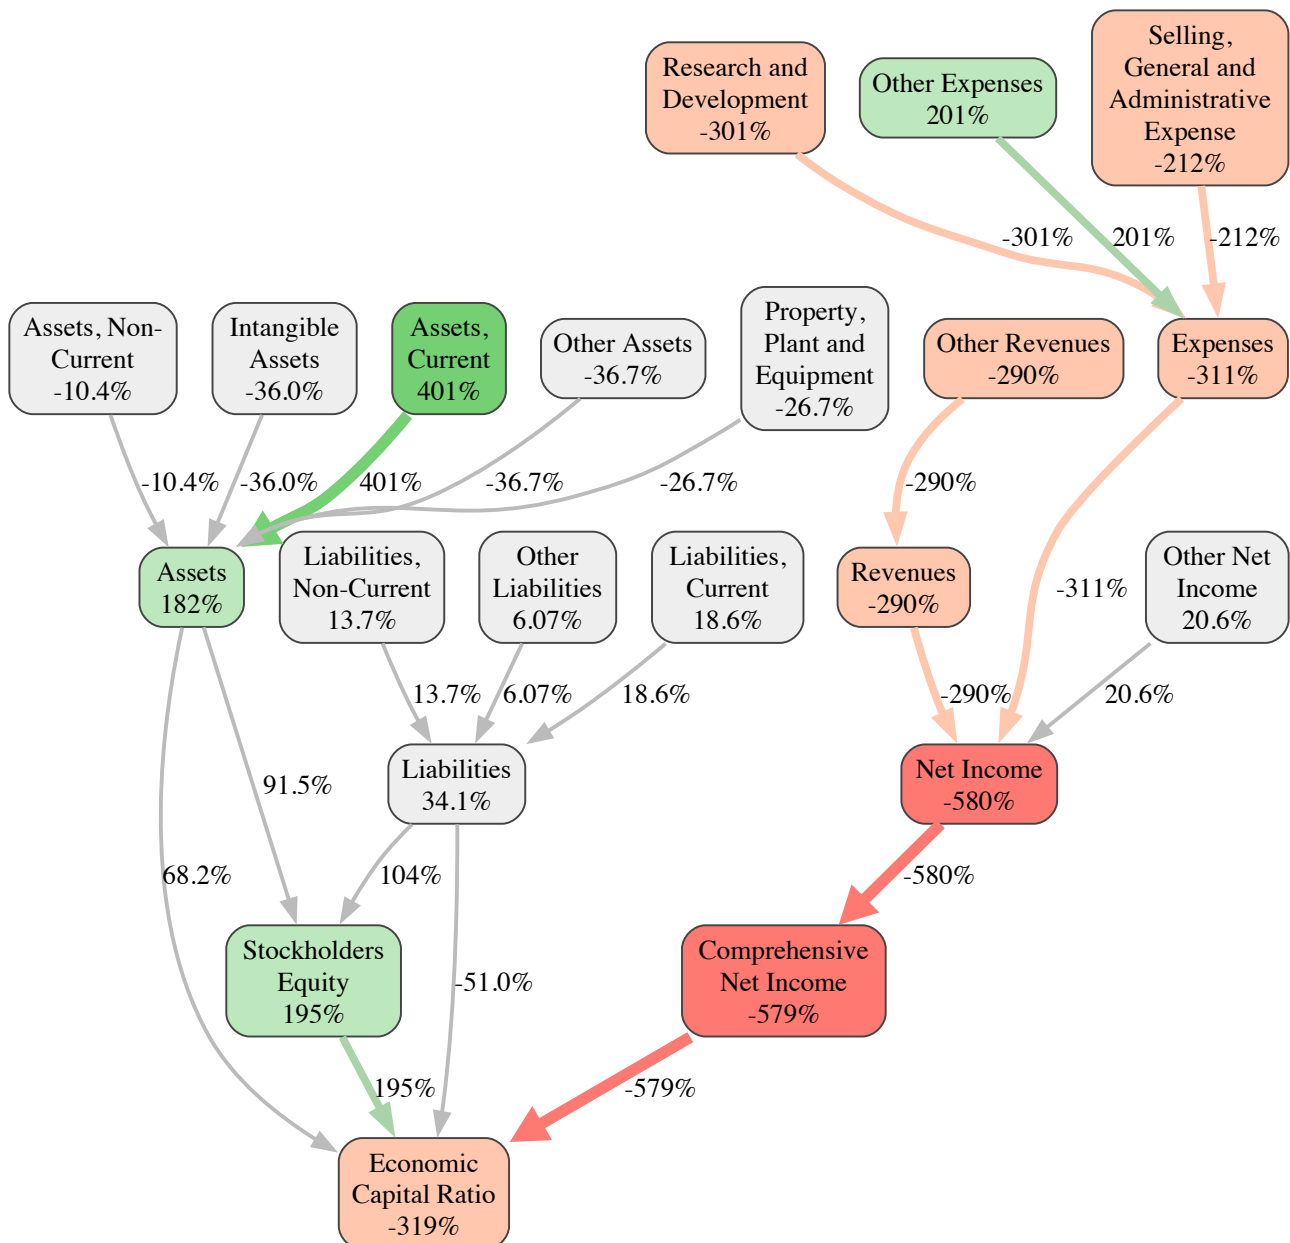 Research and
Development
-301%
Other Expenses
201%
Selling,
General and
Administrative
Expense
-212%
-301%
201%
-212%
Assets, Non-
Current
-10.4%
Intangible
Assets
-36.0%
Assets,
Current
401%
Other Assets
-36.7%
Property,
Plant and
Equipment
-26.7%
Other Revenues
-290%
Expenses
-311%
-10.4%
-36.0%
401%
-36.7%
-26.7%
-290%
Assets
182%
Liabilities,
Non-Current
13.7%
Other
Liabilities
6.07%
Liabilities,
Current
18.6%
Revenues
-290%
-311%
Other Net
Income
20.6%
13.7%
6.07%
18.6%
-290%
20.6%
91.5%
Liabilities
34.1%
Net Income
-580%
68.2%
104%
-580%
Stockholders
Equity
195%
-51.0%
Comprehensive
Net Income
-579%
195%
-579%
Economic
Capital Ratio
-319%